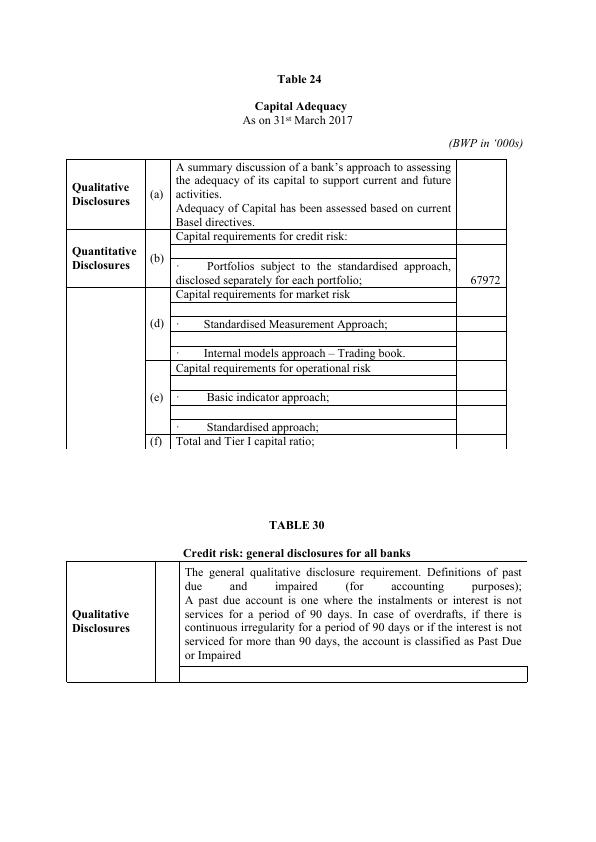 Table 24
Capital Adequacy
As on 31st March 2017
(BWP in ‘000s)
Qualitative
Disclosures
(a)
A summary discussion of a bank’s approach to assessing
the adequacy of its capital to support current and future
activities.
Adequacy of Capital has been assessed based on current
Basel directives.
Quantitative
Disclosures
(b)
Capital requirements for credit risk:
· Portfolios subject to the standardised approach,
disclosed separately for each portfolio;
67972
(d)
Capital requirements for market risk
· Standardised Measurement Approach;
· Internal models approach – Trading book.
(e)
Capital requirements for operational risk
· Basic indicator approach;
· Standardised approach;
(f)
Total and Tier I capital ratio;
TABLE 30
Credit risk: general disclosures for all banks
Qualitative
Disclosures
The general qualitative disclosure requirement. Definitions of past
due and impaired (for accounting purposes);
A past due account is one where the instalments or interest is not
services for a period of 90 days. In case of overdrafts, if there is
continuous irregularity for a period of 90 days or if the interest is not
serviced for more than 90 days, the account is classified as Past Due
or Impaired